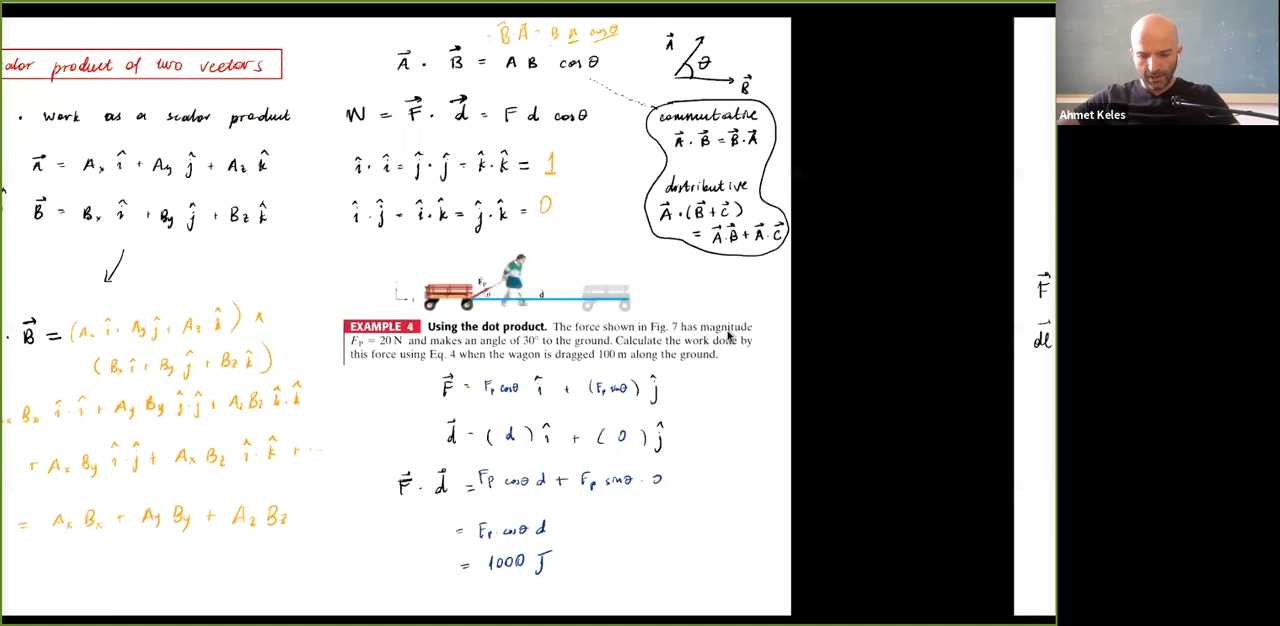 alar product of two vectors
• Work as a scalar product
A⃗ = Aₓ î + Ay ĵ + Az k̂
B⃗ = Bₓ î + By ĵ + Bz k̂
. B⃗ = (Aₓ î + Ay ĵ + Az k̂) x
(Bₓ î + By ĵ + Bz k̂)
Bₓ î·î + Ay By ĵ·ĵ + Az Bz k̂·k̂
+ Aₓ By î·ĵ + Aₓ Bz î·k̂ + ...
= Aₓ Bₓ + Ay By + Az Bz
= B⃗·A⃗ = B A cosθ
A⃗ · B⃗ = A B cosθ
W = F⃗ · d⃗ = F d cosθ
î·î = ĵ·ĵ = k̂·k̂ = 1
î·ĵ = î·k̂ = ĵ·k̂ = 0
A⃗
θ
B⃗
commutative
A⃗·B⃗ = B⃗·A⃗
distributive
A⃗·(B⃗+C⃗)
= A⃗·B⃗ + A⃗·C⃗
Fₚ
θ
d
EXAMPLE 4 Using the dot product. The force shown in Fig. 7 has magnitude
Fₚ = 20 N and makes an angle of 30° to the ground. Calculate the work done by
this force using Eq. 4 when the wagon is dragged 100 m along the ground.
F⃗ = Fₚ cosθ î + (Fₚ sinθ) ĵ
d⃗ = (d) î + (0) ĵ
F⃗ · d⃗ = Fₚ cosθ d + Fₚ sinθ · 0
= Fₚ cosθ d
= 1000 J
F⃗
dl⃗
Ahmet Keles